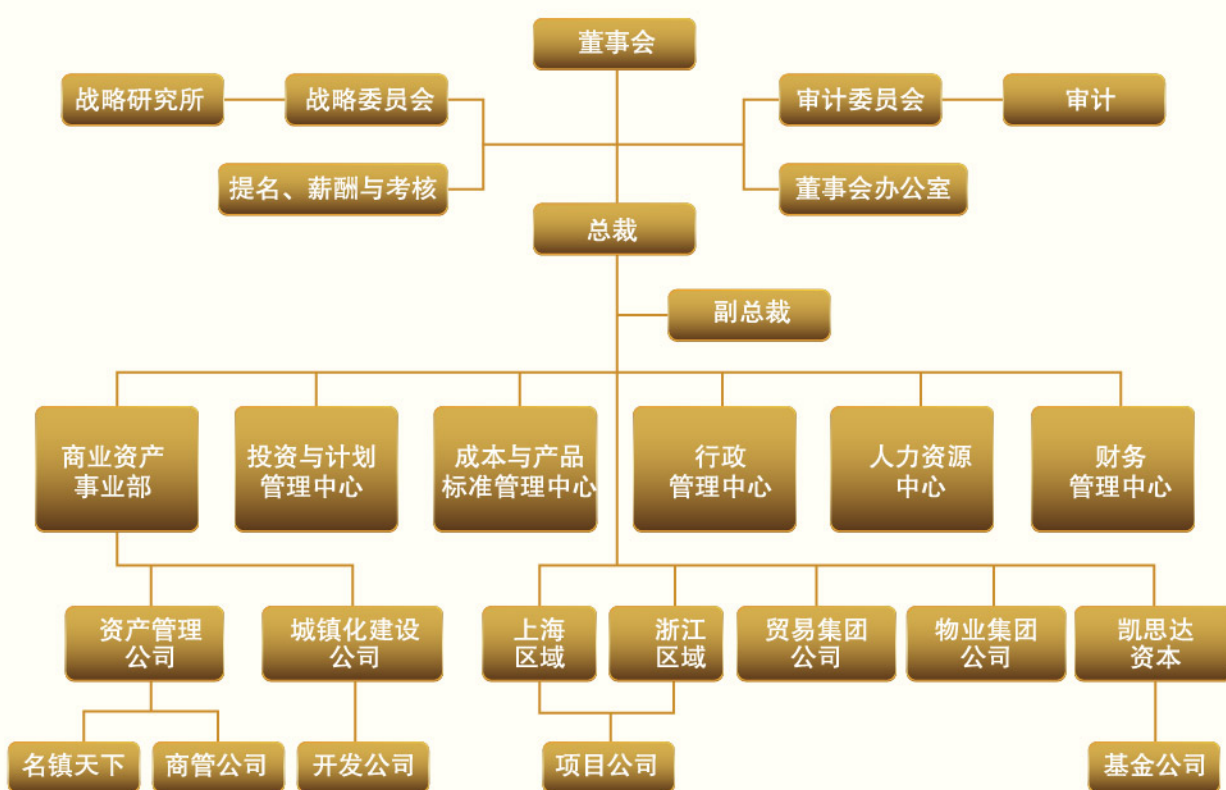 董事会
战略研究所
战略委员会
审计委员会
审计
提名、薪酬与考核
董事会办公室
总裁
副总裁
商业资产
事业部
投资与计划
管理中心
成本与产品
标准管理中心
行政
管理中心
人力资源
中心
财务
管理中心
资产管理
公司
城镇化建设
公司
上海
区域
浙江
区域
贸易集团
公司
物业集团
公司
凯思达
资本
名镇天下
商管公司
开发公司
项目公司
基金公司